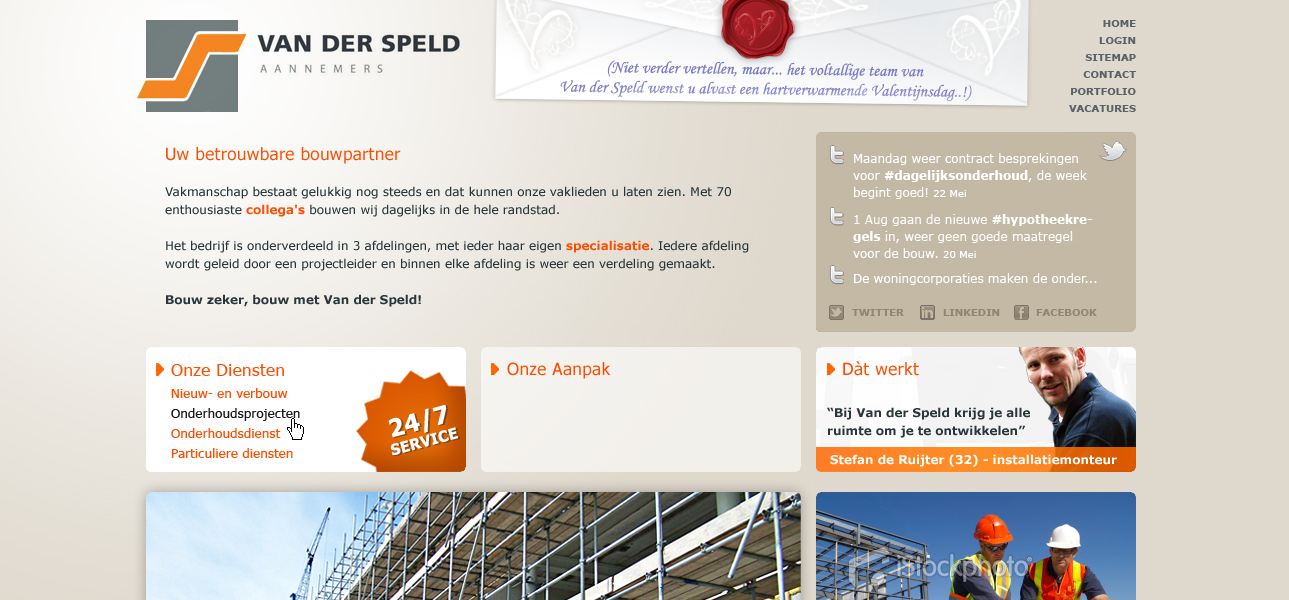 VAN DER SPELD
AANNEMERS
(Niet verder vertellen, maar... het voltallige team van
Van der Speld wenst u alvast een hartverwarmende Valentijnsdag..!)
HOME
LOGIN
SITEMAP
CONTACT
PORTFOLIO
VACATURES
Uw betrouwbare bouwpartner
Vakmanschap bestaat gelukkig nog steeds en dat kunnen onze vaklieden u laten zien. Met 70
enthousiaste collega's bouwen wij dagelijks in de hele randstad.
Het bedrijf is onderverdeeld in 3 afdelingen, met ieder haar eigen specialisatie. Iedere afdeling
wordt geleid door een projectleider en binnen elke afdeling is weer een verdeling gemaakt.
Bouw zeker, bouw met Van der Speld!
Maandag weer contract besprekingen
voor #dagelijksonderhoud, de week
begint goed! 22 Mei
1 Aug gaan de nieuwe #hypotheekre-
gels in, weer geen goede maatregel
voor de bouw. 20 Mei
De woningcorporaties maken de onder...
TWITTER
LINKEDIN
FACEBOOK
Onze Diensten
Nieuw- en verbouw
Onderhoudsprojecten
Onderhoudsdienst
Particuliere diensten
24/7
SERVICE
Onze Aanpak
Dàt werkt
“Bij Van der Speld krijg je alle
ruimte om je te ontwikkelen”
Stefan de Ruijter (32) - installatiemonteur
iStockphoto